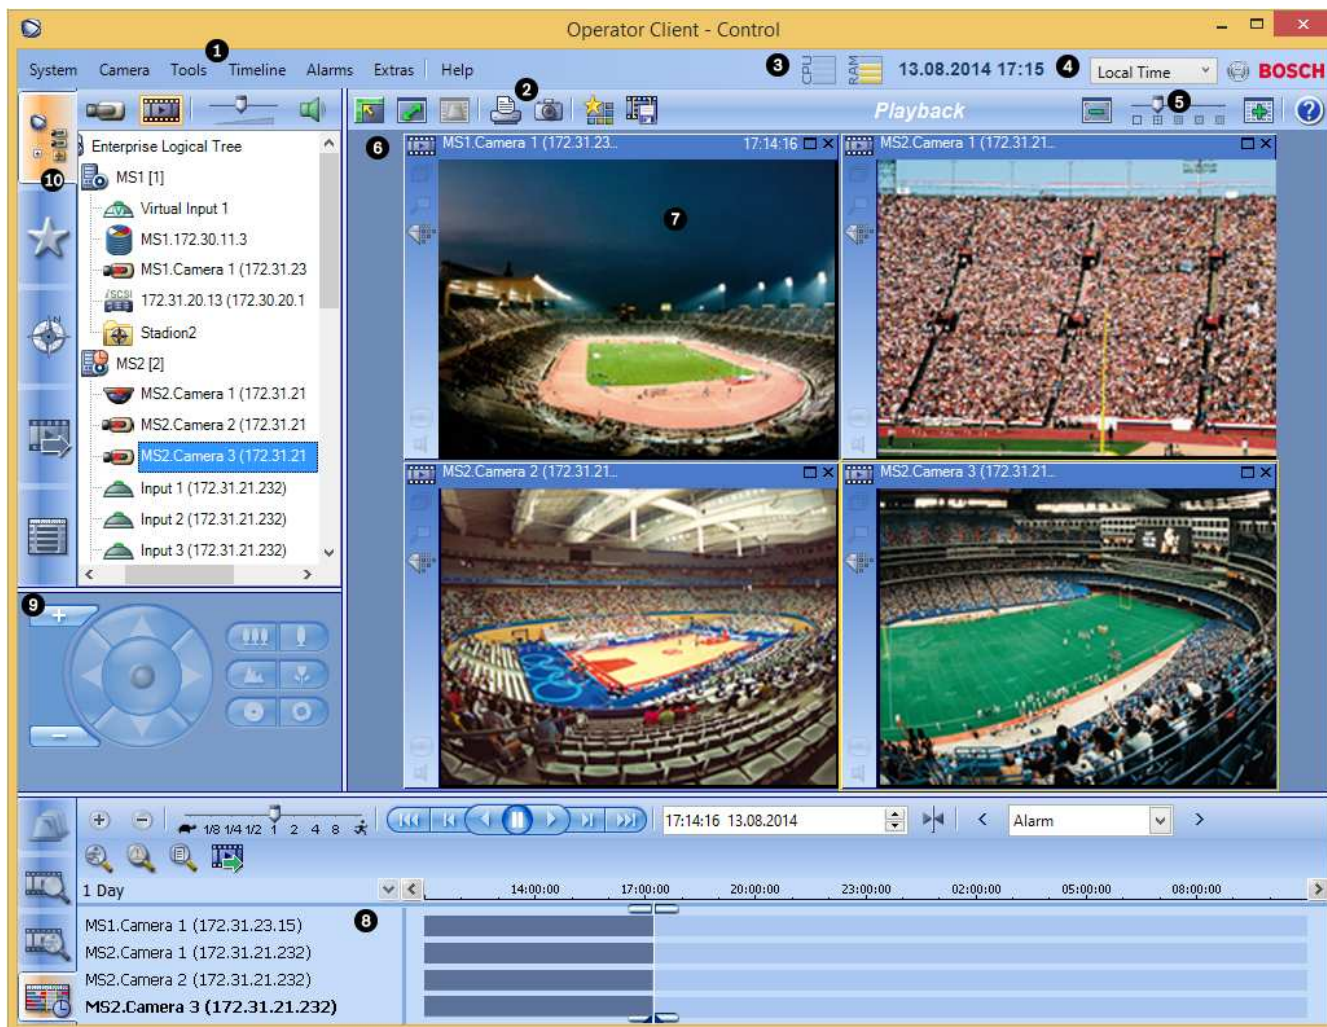 Operator Client - Control
1
System Camera Tools Timeline Alarms Extras Help
3 CPU RAM 13.08.2014 17:15 4 Local Time BOSCH
2
Playback
5
?
6
10
Enterprise Logical Tree
MS1 [1]
Virtual Input 1
MS1.172.30.11.3
MS1.Camera 1 (172.31.23
iSCSI 172.31.20.13 (172.30.20.1
Stadion2
MS2 [2]
MS2.Camera 1 (172.31.21
MS2.Camera 2 (172.31.21
MS2.Camera 3 (172.31.21
Input 1 (172.31.21.232)
Input 2 (172.31.21.232)
Input 3 (172.31.21.232)
MS1.Camera 1 (172.31.23... 17:14:16
MS2.Camera 1 (172.31.21...
7
MS2.Camera 2 (172.31.21...
MS2.Camera 3 (172.31.21...
9
1/8 1/4 1/2 1 2 4 8
17:14:16 13.08.2014
Alarm
1 Day
14:00:00 17:00:00 20:00:00 23:00:00 02:00:00 05:00:00 08:00:00
8
MS1.Camera 1 (172.31.23.15)
MS2.Camera 1 (172.31.21.232)
MS2.Camera 2 (172.31.21.232)
MS2.Camera 3 (172.31.21.232)